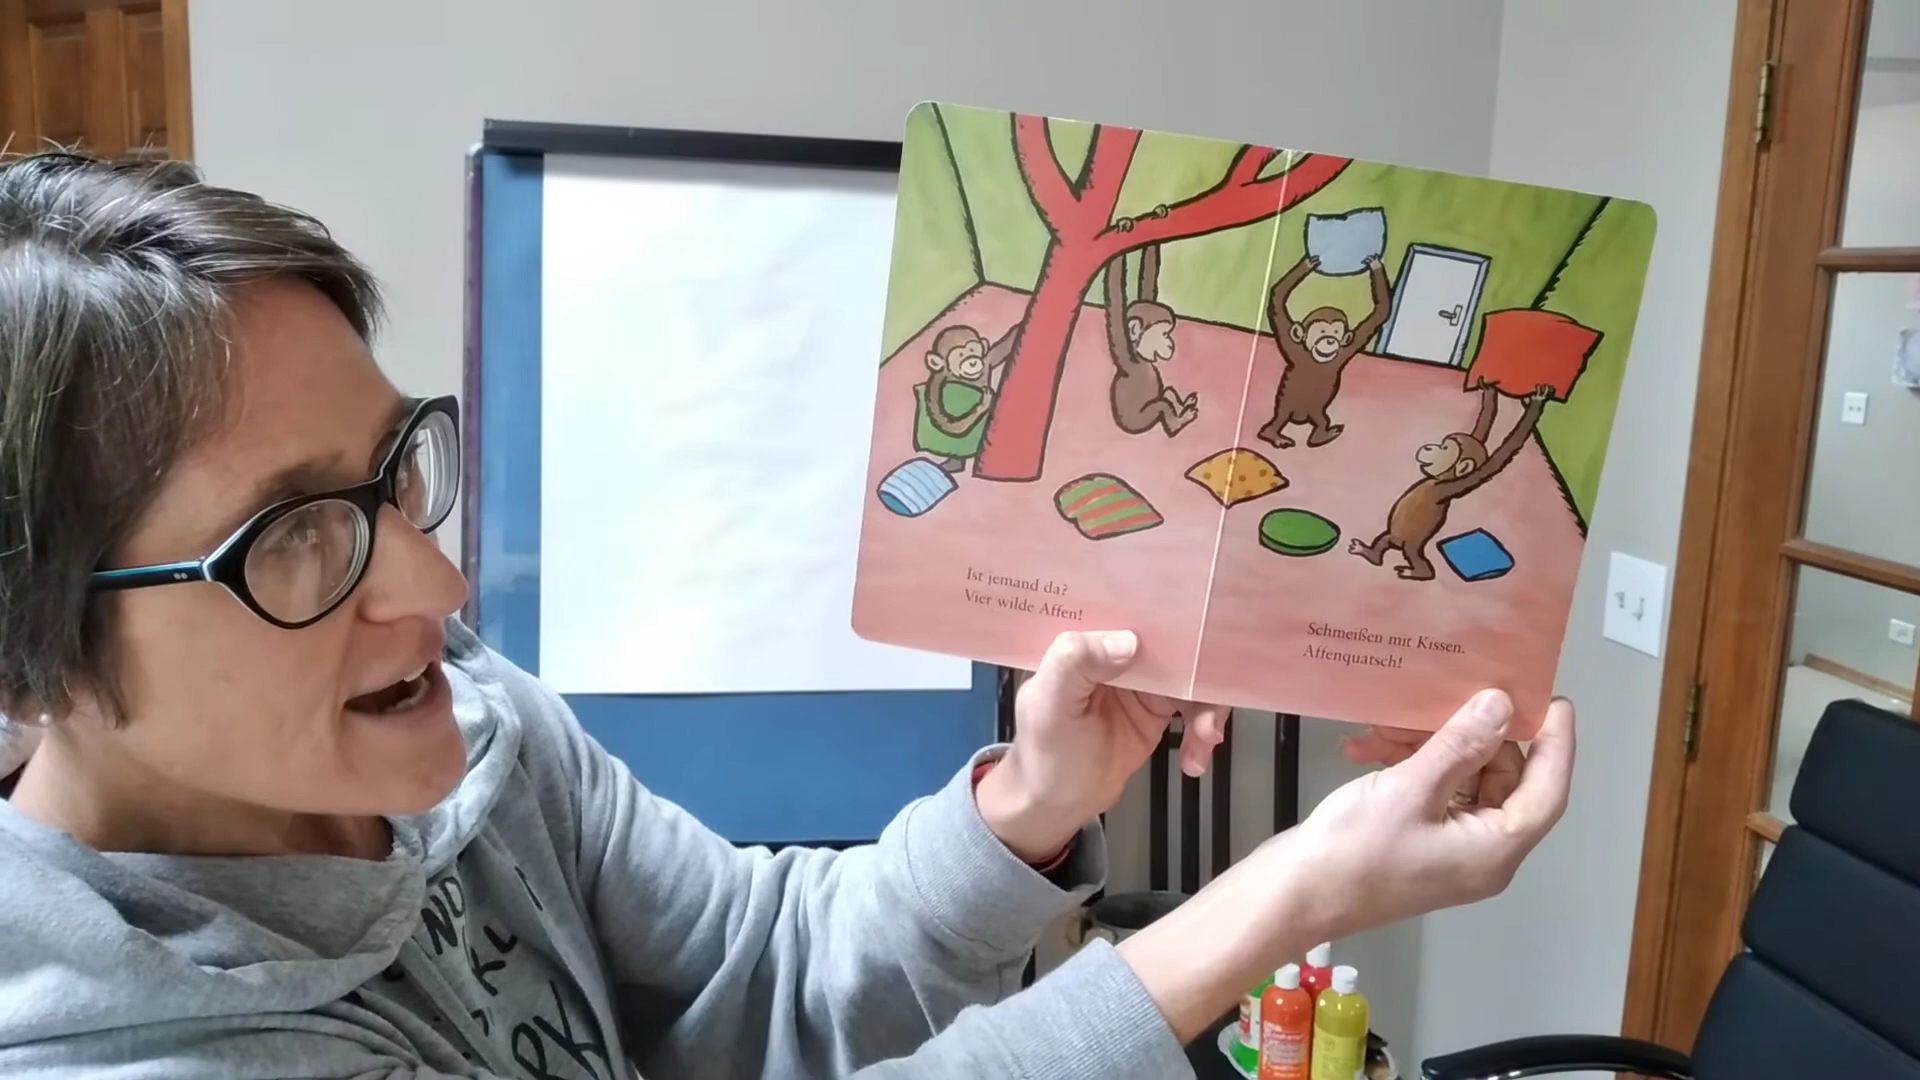 Ist jemand da?
Vier wilde Affen!
Schmeißen mit Kissen.
Affenquatsch!